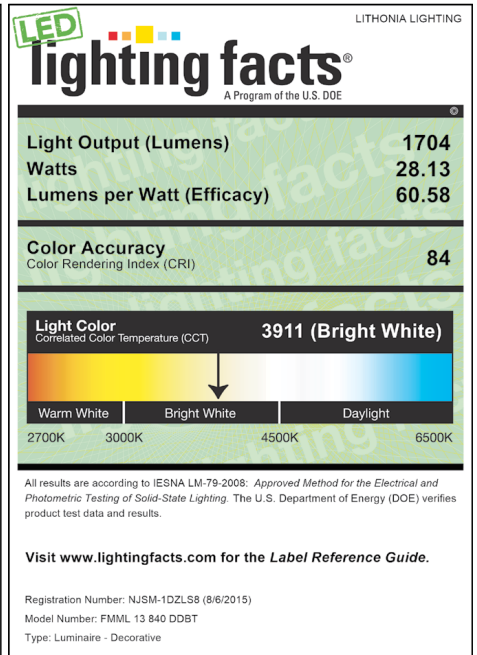 LITHONIA LIGHTING
LED
lighting facts®
A Program of the U.S. DOE
Light Output (Lumens) 1704
Watts 28.13
Lumens per Watt (Efficacy) 60.58
Color Accuracy
Color Rendering Index (CRI) 84
Light Color
Correlated Color Temperature (CCT) 3911 (Bright White)
Warm White Bright White Daylight
2700K 3000K 4500K 6500K
All results are according to IESNA LM-79-2008: Approved Method for the Electrical and
Photometric Testing of Solid-State Lighting. The U.S. Department of Energy (DOE) verifies
product test data and results.
Visit www.lightingfacts.com for the Label Reference Guide.
Registration Number: NJSM-1DZLS8 (8/6/2015)
Model Number: FMML 13 840 DDBT
Type: Luminaire - Decorative